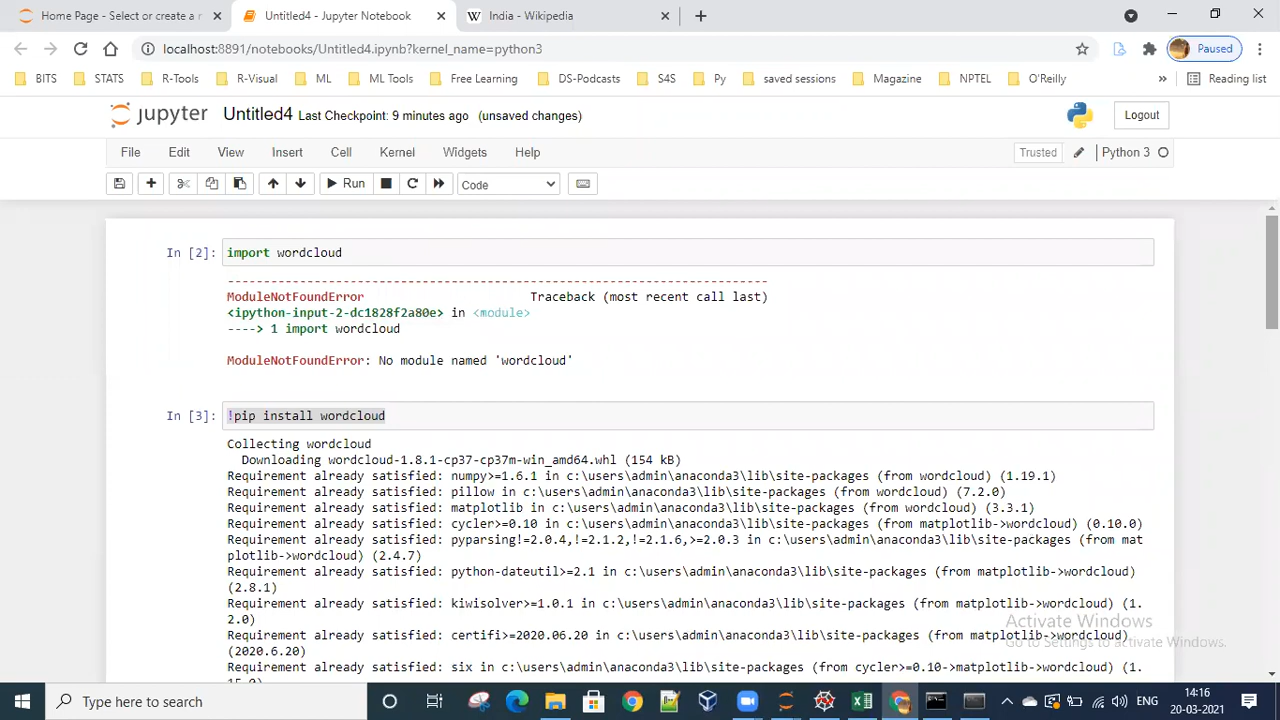 Home Page - Select or create a n
Untitled4 - Jupyter Notebook
India - Wikipedia
localhost:8891/notebooks/Untitled4.ipynb?kernel_name=python3
Paused
BITS STATS R-Tools R-Visual ML ML Tools Free Learning DS-Podcasts S4S Py saved sessions Magazine NPTEL O'Reilly » Reading list
jupyter Untitled4 Last Checkpoint: 9 minutes ago (unsaved changes) Logout
File Edit View Insert Cell Kernel Widgets Help Trusted Python 3
Run Code
In [2]: import wordcloud
---------------------------------------------------------------------------
ModuleNotFoundError Traceback (most recent call last)
<ipython-input-2-dc1828f2a80e> in <module>
----> 1 import wordcloud
ModuleNotFoundError: No module named 'wordcloud'
In [3]: !pip install wordcloud
Collecting wordcloud
Downloading wordcloud-1.8.1-cp37-cp37m-win_amd64.whl (154 kB)
Requirement already satisfied: numpy>=1.6.1 in c:\users\admin\anaconda3\lib\site-packages (from wordcloud) (1.19.1)
Requirement already satisfied: pillow in c:\users\admin\anaconda3\lib\site-packages (from wordcloud) (7.2.0)
Requirement already satisfied: matplotlib in c:\users\admin\anaconda3\lib\site-packages (from wordcloud) (3.3.1)
Requirement already satisfied: cycler>=0.10 in c:\users\admin\anaconda3\lib\site-packages (from matplotlib->wordcloud) (0.10.0)
Requirement already satisfied: pyparsing!=2.0.4,!=2.1.2,!=2.1.6,>=2.0.3 in c:\users\admin\anaconda3\lib\site-packages (from mat
plotlib->wordcloud) (2.4.7)
Requirement already satisfied: python-dateutil>=2.1 in c:\users\admin\anaconda3\lib\site-packages (from matplotlib->wordcloud)
(2.8.1)
Requirement already satisfied: kiwisolver>=1.0.1 in c:\users\admin\anaconda3\lib\site-packages (from matplotlib->wordcloud) (1.
2.0)
Requirement already satisfied: certifi>=2020.06.20 in c:\users\admin\anaconda3\lib\site-packages (from matplotlib->wordcloud)
(2020.6.20)
Requirement already satisfied: six in c:\users\admin\anaconda3\lib\site-packages (from cycler>=0.10->matplotlib->wordcloud) (1.
15.0)
Activate Windows
Go to Settings to activate Windows.
Type here to search
ENG
14:16
20-03-2021